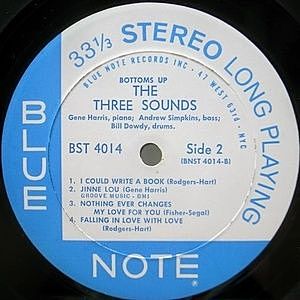 33 1/3 STEREO LONG PLAYING
BLUE NOTE RECORDS INC • 47 WEST 63rd • NYC
BOTTOMS UP
THE
THREE SOUNDS
Gene Harris, piano; Andrew Simpkins, bass;
Bill Dowdy, drums.
BST 4014
Side 2
(BNST 4014-B)
1. I COULD WRITE A BOOK (Rodgers-Hart)
2. JINNE LOU (Gene Harris)
GROOVE MUSIC - BMI
3. NOTHING EVER CHANGES
MY LOVE FOR YOU (Fisher-Segal)
4. FALLING IN LOVE WITH LOVE
(Rodgers-Hart)
BLUE
NOTE ®